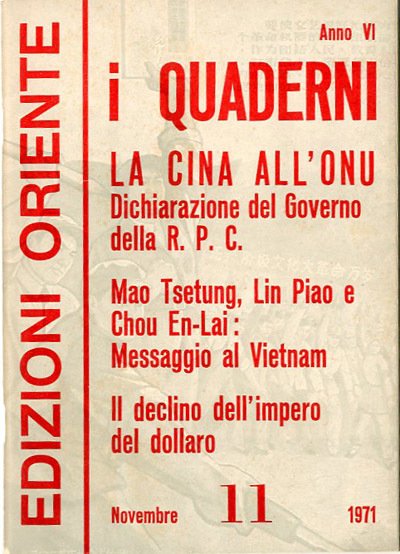 EDIZIONI ORIENTE
Anno VI
i QUADERNI
LA CINA ALL'ONU
Dichiarazione del Governo
della R. P. C.
Mao Tsetung, Lin Piao e
Chou En-Lai:
Messaggio al Vietnam
Il declino dell'impero
del dollaro
Novembre 11 1971